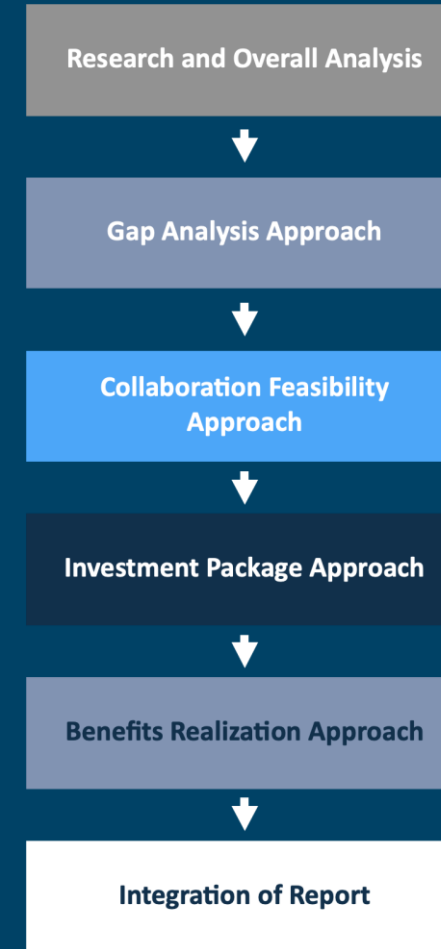 Research and Overall Analysis
Gap Analysis Approach
Collaboration Feasibility
Approach
Investment Package Approach
Benefits Realization Approach
Integration of Report